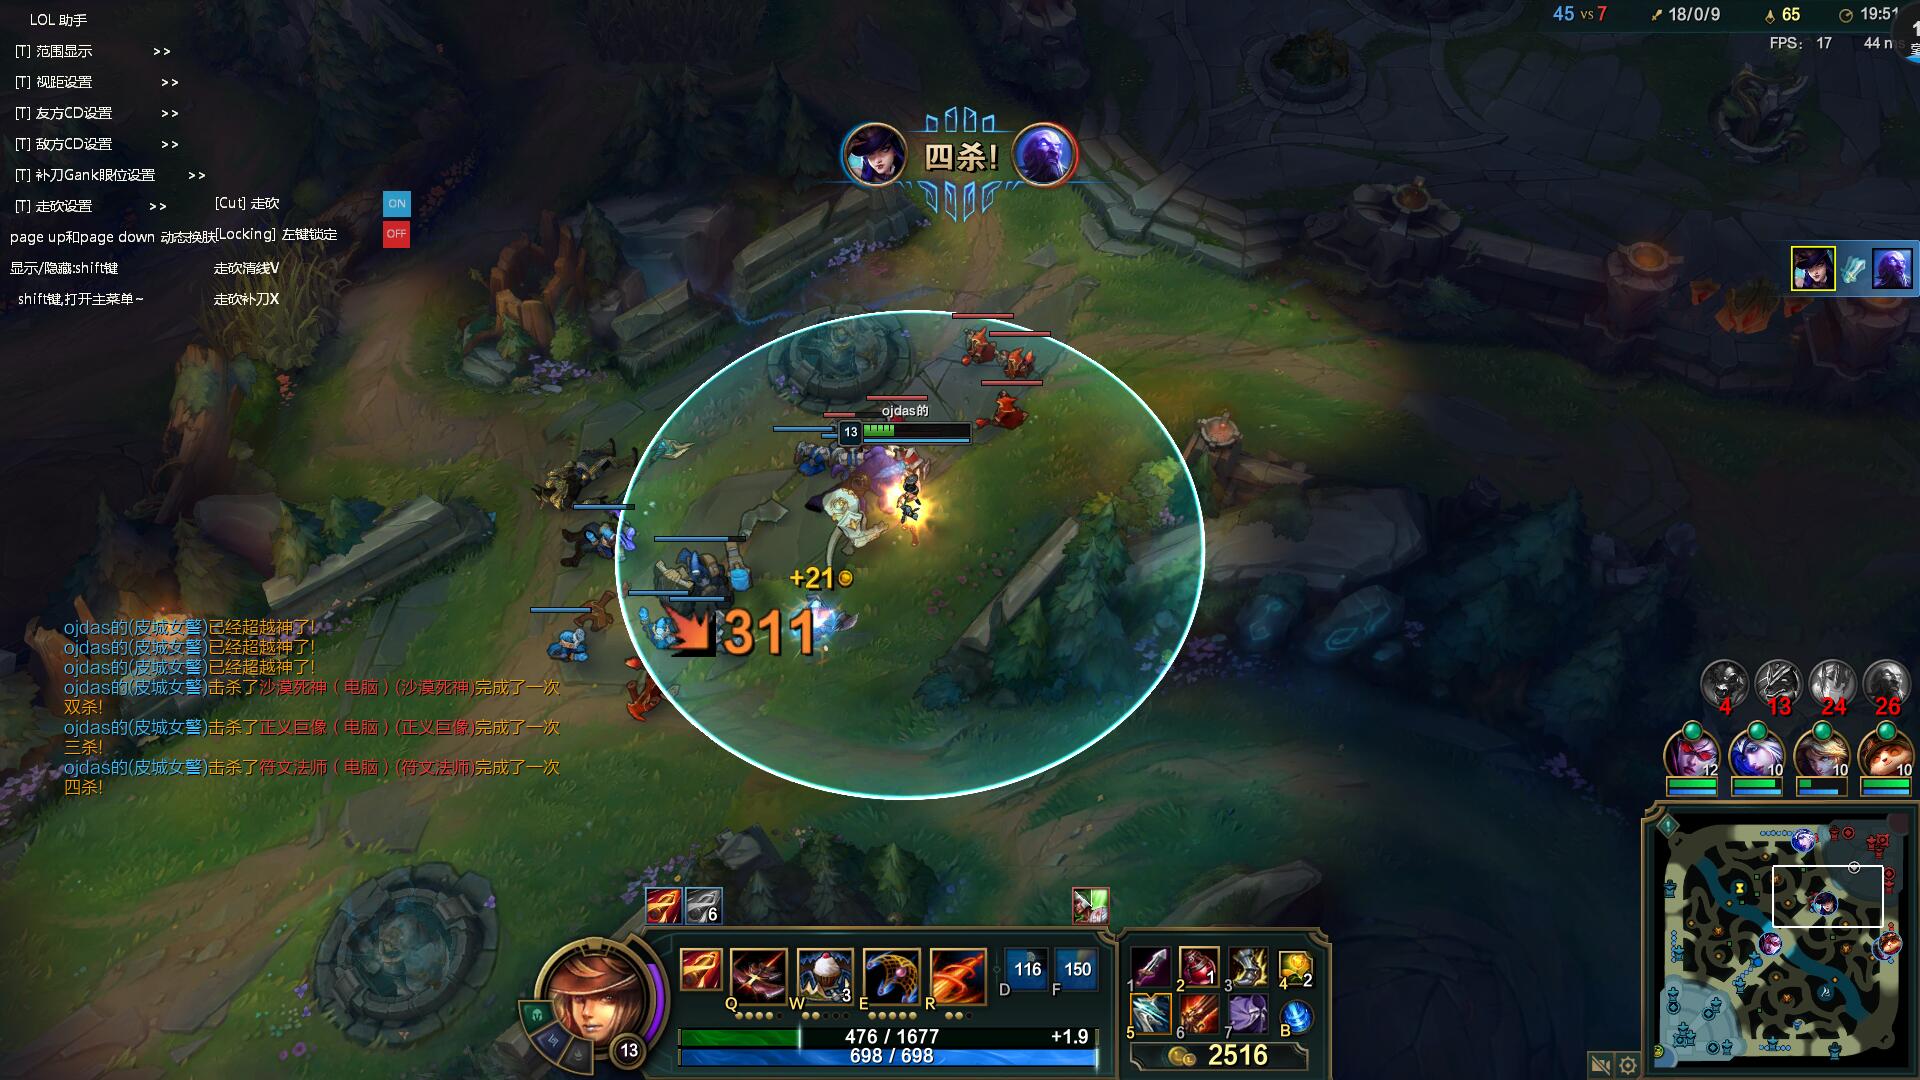 LOL 助手
[T] 范围显示 >>
[T] 视距设置 >>
[T] 友方CD设置 >>
[T] 敌方CD设置 >>
[T] 补刀Gank眼位设置 >>
[T] 走砍设置 >>
[Cut] 走砍 ON
page up和page down 动态换肤
[Locking] 左键锁定 OFF
显示/隐藏:shift键
走砍清线V
shift键,打开主菜单~
走砍补刀X
45 vs 7
18/0/9
65
19:51
FPS: 17
44 ms
四杀!
ojdas的
13
+21
311
ojdas的(皮城女警)已经超越神了!
ojdas的(皮城女警)已经超越神了!
ojdas的(皮城女警)已经超越神了!
ojdas的(皮城女警)击杀了沙漠死神（电脑）(沙漠死神)完成了一次
双杀!
ojdas的(皮城女警)击杀了正义巨像（电脑）(正义巨像)完成了一次
三杀!
ojdas的(皮城女警)击杀了符文法师（电脑）(符文法师)完成了一次
四杀!
4 13 24 26
12 10 10 10
6
Q W 3 E R
116 D
150 F
1 2 1 3 4 2
5 6 7 B
13
476 / 1677 +1.9
698 / 698
2516